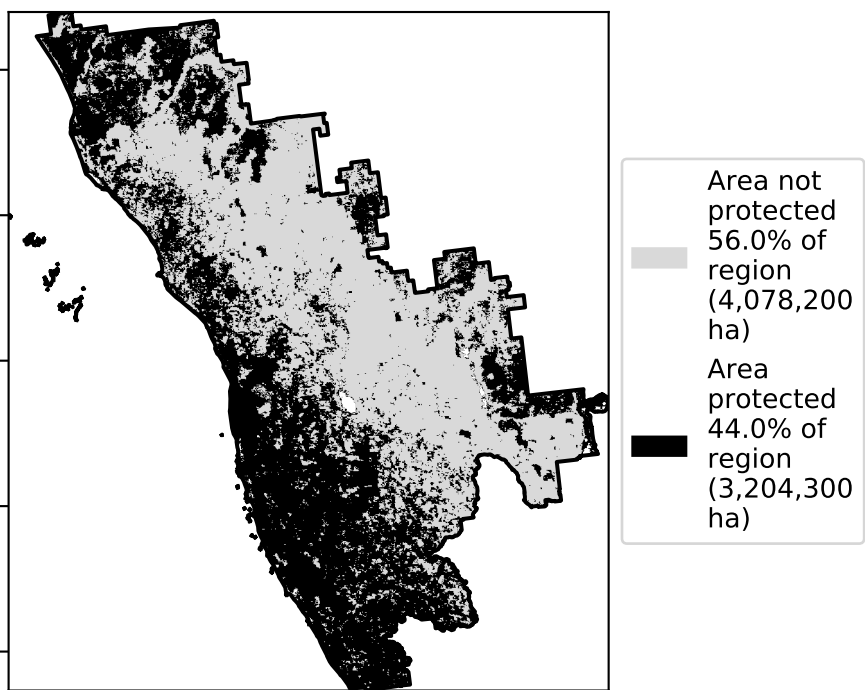 Area not
protected
56.0% of
region
(4,078,200
ha)
Area
protected
44.0% of
region
(3,204,300
ha)